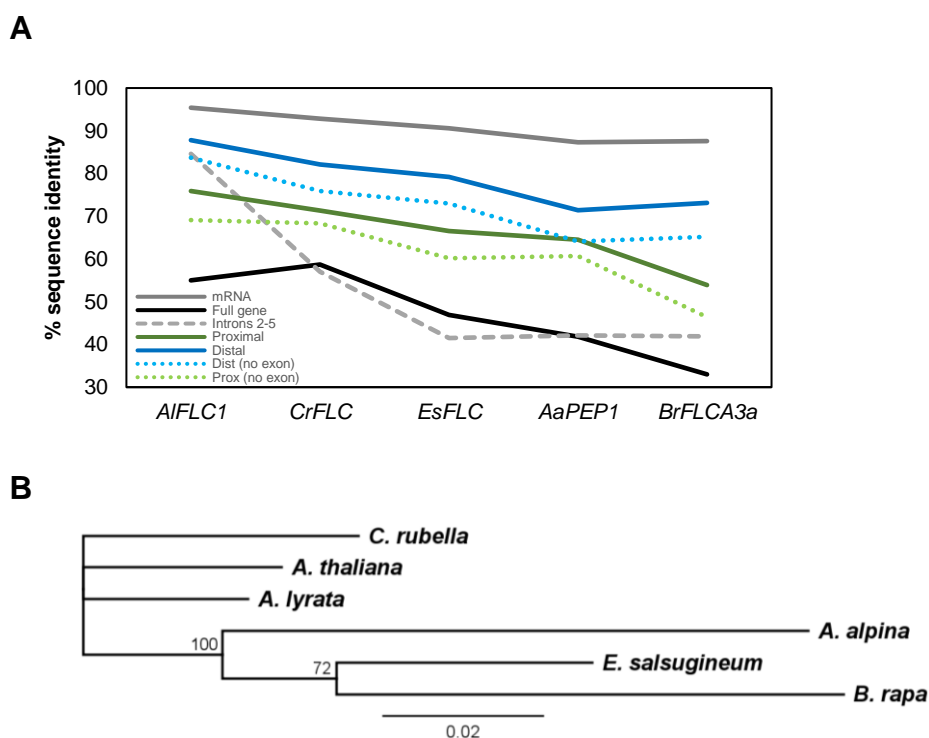 A
100
90
80
70
60
50
40
30
% sequence identity
mRNA
Full gene
Introns 2-5
Proximal
Distal
Dist (no exon)
Prox (no exon)
AlFLC1 CrFLC EsFLC AaPEP1 BrFLCA3a
B
C. rubella
A. thaliana
A. lyrata
A. alpina
100
E. salsugineum
72
B. rapa
0.02